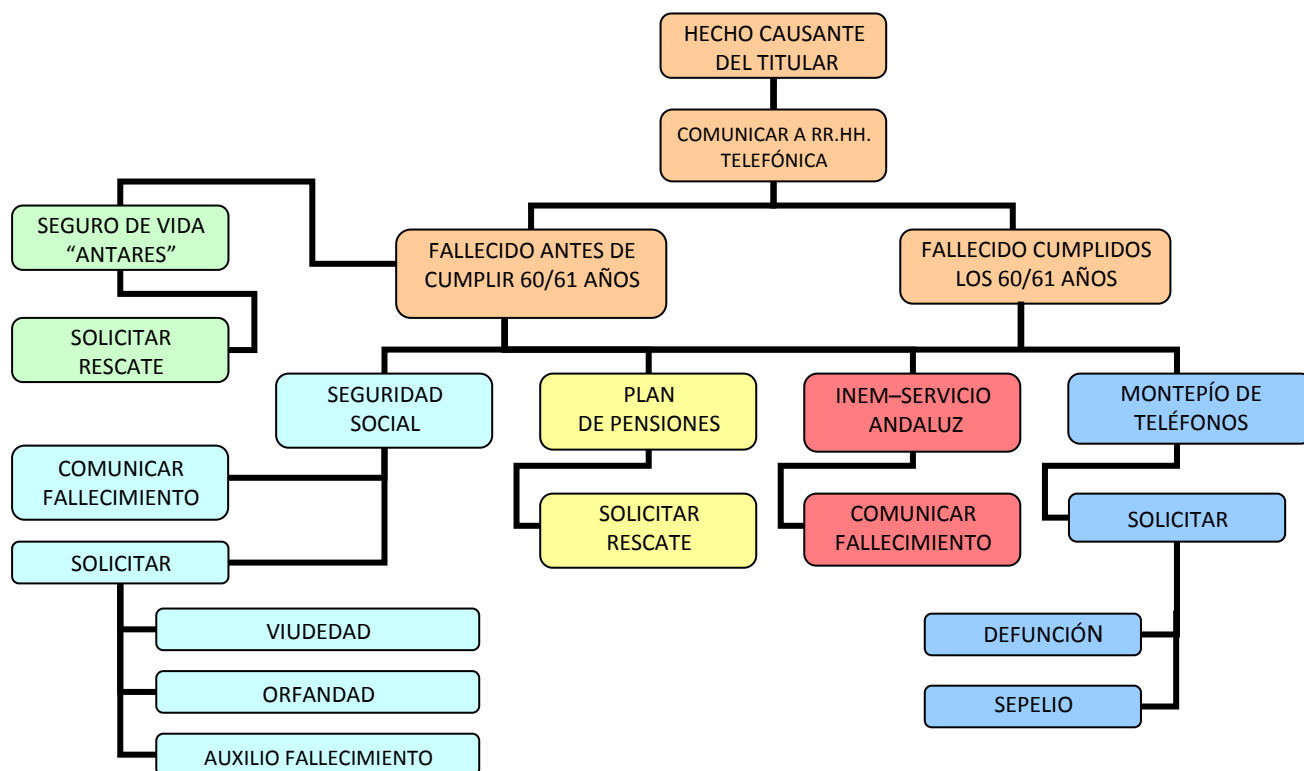 HECHO CAUSANTE
DEL TITULAR
COMUNICAR A RR.HH.
TELEFÓNICA
SEGURO DE VIDA
“ANTARES”
FALLECIDO ANTES DE
CUMPLIR 60/61 AÑOS
FALLECIDO CUMPLIDOS
LOS 60/61 AÑOS
SOLICITAR
RESCATE
SEGURIDAD
SOCIAL
PLAN
DE PENSIONES
INEM–SERVICIO
ANDALUZ
MONTEPÍO DE
TELÉFONOS
COMUNICAR
FALLECIMIENTO
SOLICITAR
RESCATE
COMUNICAR
FALLECIMIENTO
SOLICITAR
SOLICITAR
VIUDEDAD
DEFUNCIÓN
ORFANDAD
SEPELIO
AUXILIO FALLECIMIENTO